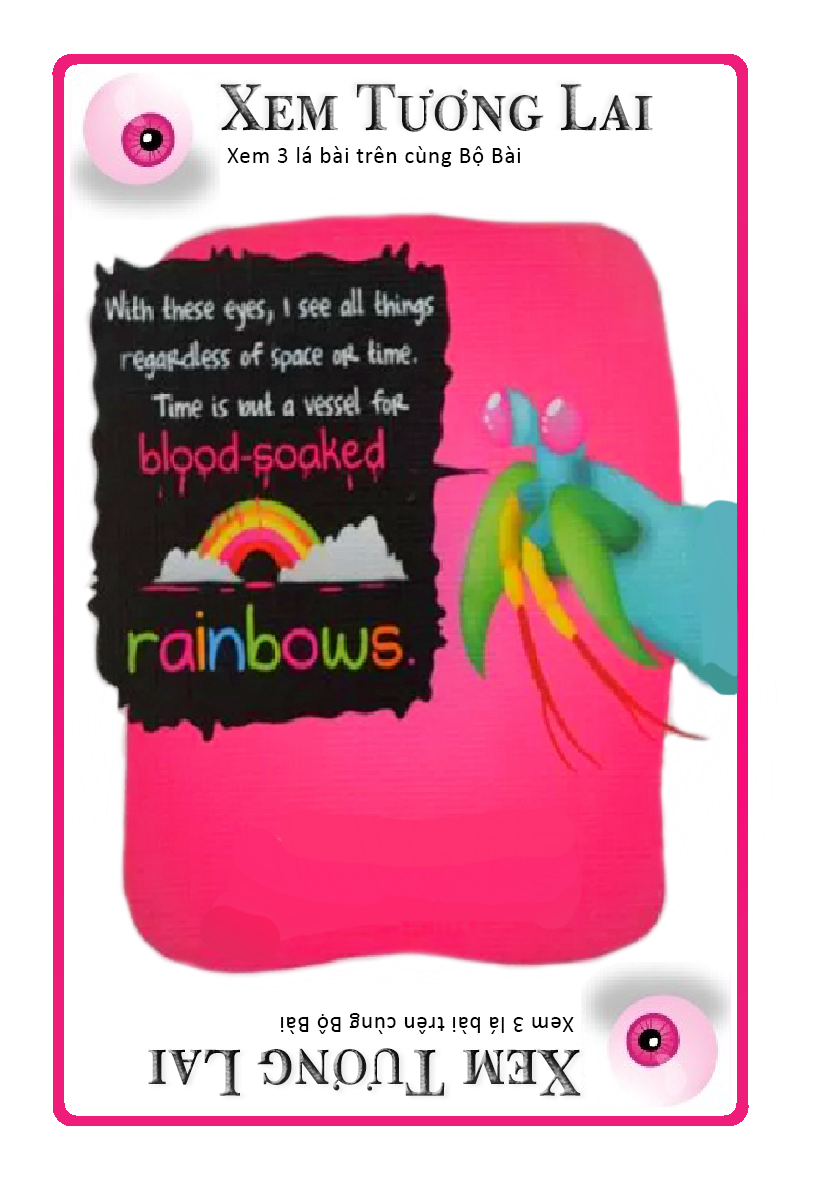 XEM TƯƠNG LAI
Xem 3 lá bài trên cùng Bộ Bài
With these eyes, I see all things
regardless of space or time.
Time is but a vessel for
blood-soaked
rainbows.
Xem 3 lá bài trên cùng Bộ Bài
XEM TƯƠNG LAI